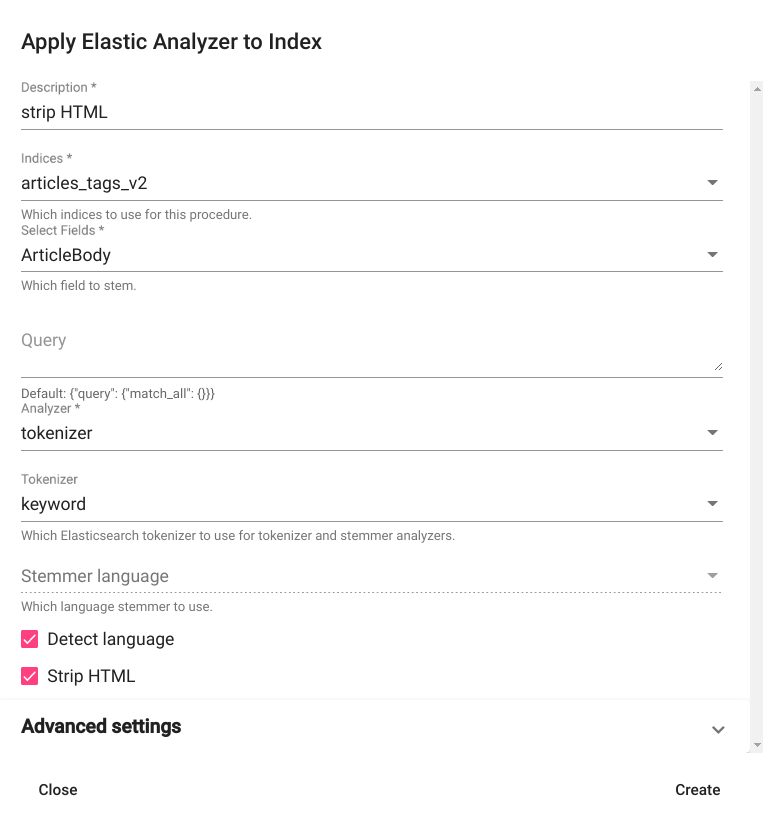 Apply Elastic Analyzer to Index
Description *
strip HTML
Indices *
articles_tags_v2
Which indices to use for this procedure.
Select Fields *
ArticleBody
Which field to stem.
Query
Default: {"query": {"match_all": {}}}
Analyzer *
tokenizer
Tokenizer
keyword
Which Elasticsearch tokenizer to use for tokenizer and stemmer analyzers.
Stemmer language
Which language stemmer to use.
Detect language
Strip HTML
Advanced settings
Close Create